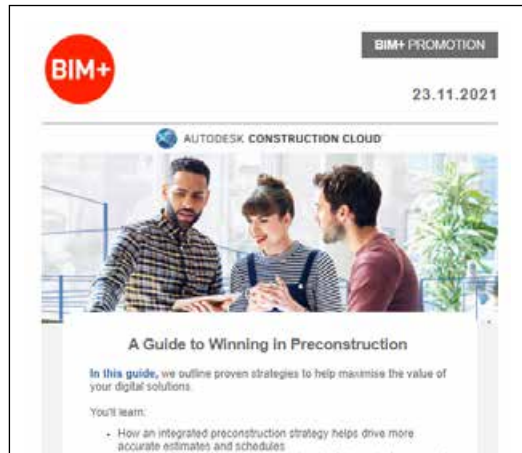 BIM+
BIM+ PROMOTION
23.11.2021
AUTODESK CONSTRUCTION CLOUD
A Guide to Winning in Preconstruction
In this guide, we outline proven strategies to help maximise the value of
your digital solutions.
You'll learn:
• How an integrated preconstruction strategy helps drive more
accurate estimates and schedules